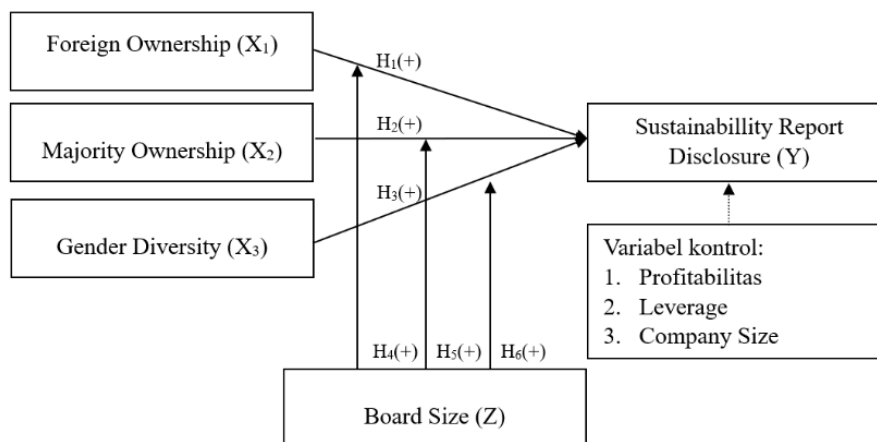 Foreign Ownership (X₁)
H₁(+)
Majority Ownership (X₂)
H₂(+)
Sustainabillity Report
Disclosure (Y)
H₃(+)
Gender Diversity (X₃)
Variabel kontrol:
1. Profitabilitas
2. Leverage
3. Company Size
H₄(+) H₅(+) H₆(+)
Board Size (Z)